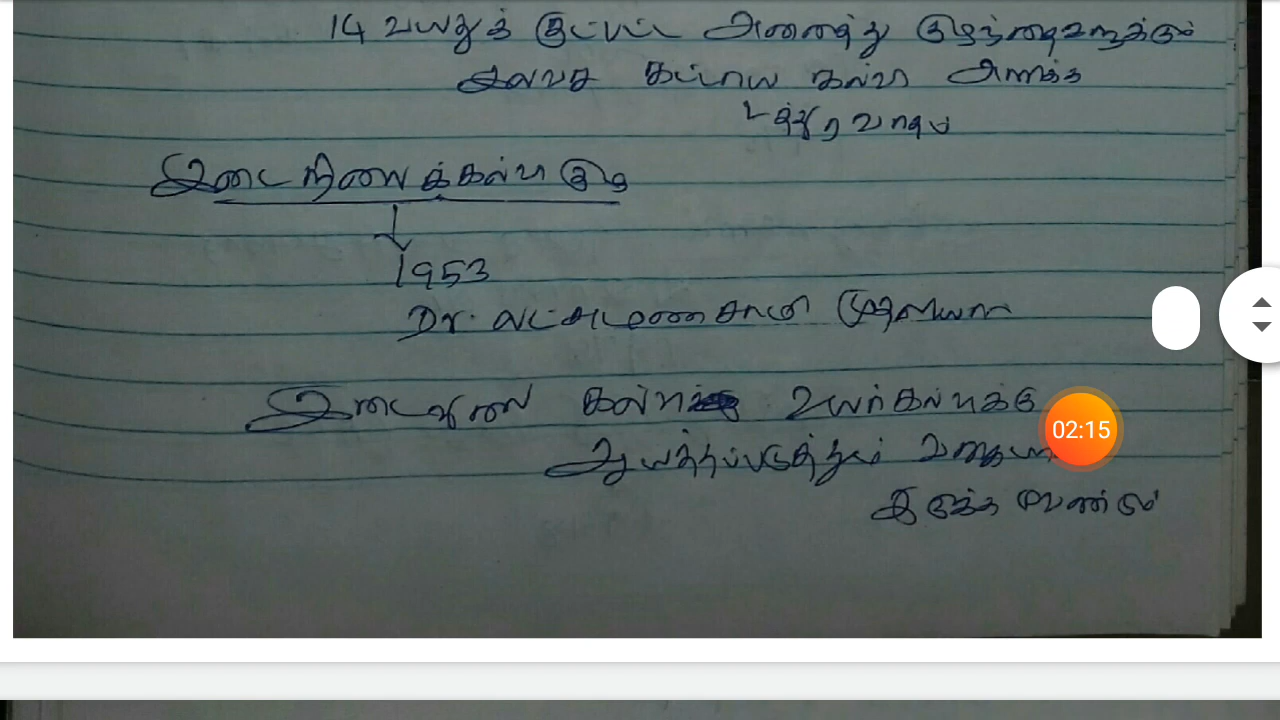 14 வயதுக் குட்பட்ட அனைத்து குழந்தைகளுக்கும்
இலவச கட்டாய கல்வி அளிக்க
உத்திரவாதம்
இடைநிலைக்கல்வி குழு
1953
Dr. லட்சுமணசாமி முதலியார்
இடைநிலை கல்வி உயர்கல்விக்கு
02:15
ஆயத்தப்படுத்தும் வகையில்
இருக்க வேண்டும்